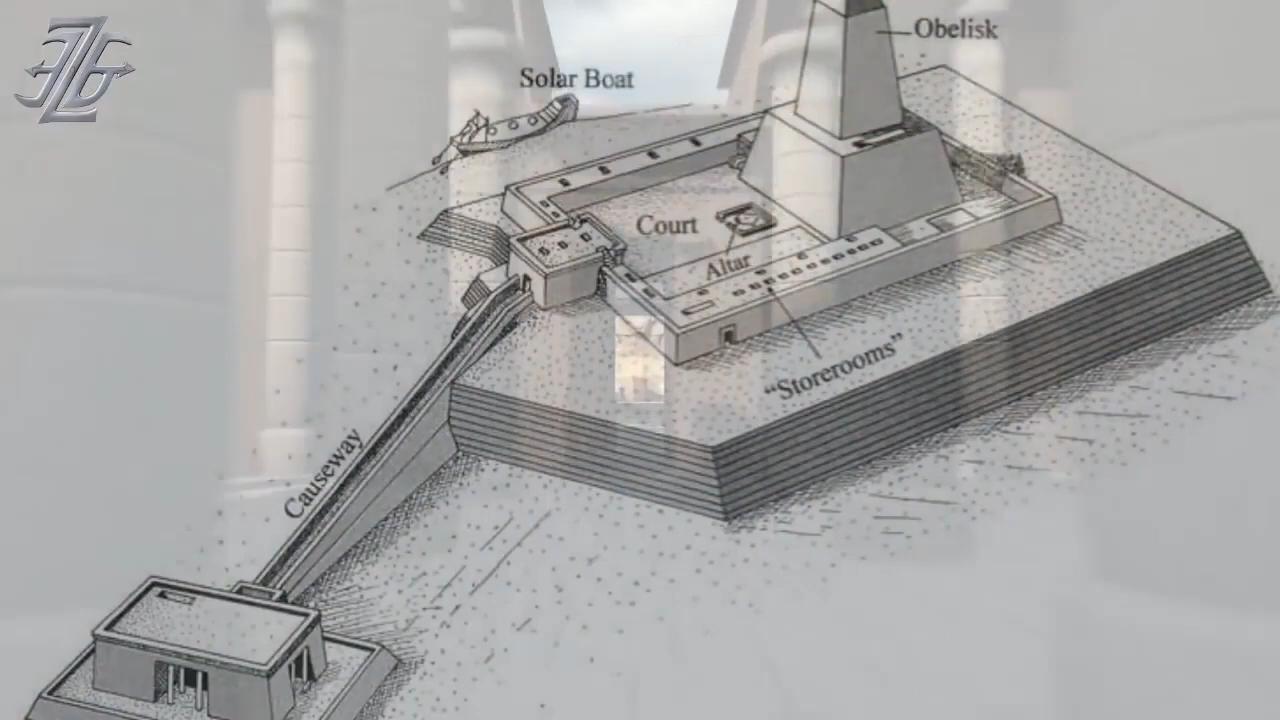 Obelisk
Solar Boat
Court
Altar
"Storerooms"
Causeway